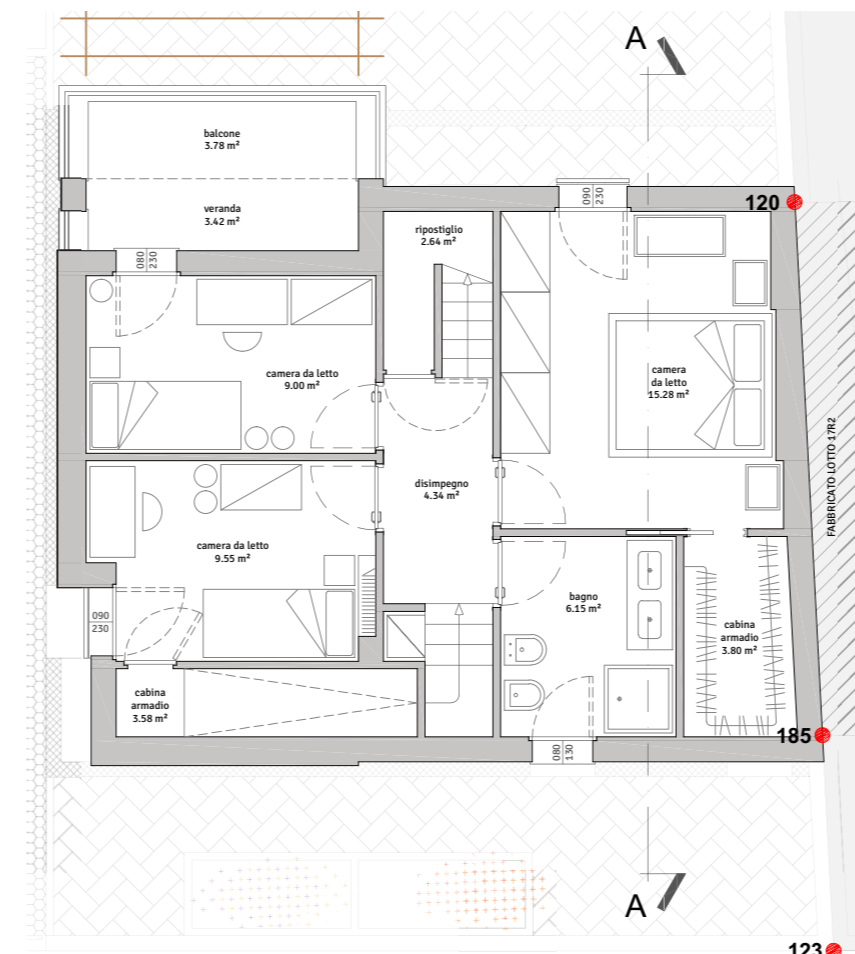 A
balcone
3.78 m²
veranda
3.42 m²
120
090
230
080
230
ripostiglio
2.64 m²
camera da letto
9.00 m²
camera
da letto
15.28 m²
FABBRICATO LOTTO 17R2
disimpegno
4.34 m²
camera da letto
9.55 m²
090
230
bagno
6.15 m²
cabina
armadio
3.80 m²
cabina
armadio
3.58 m²
185
080
130
A
123